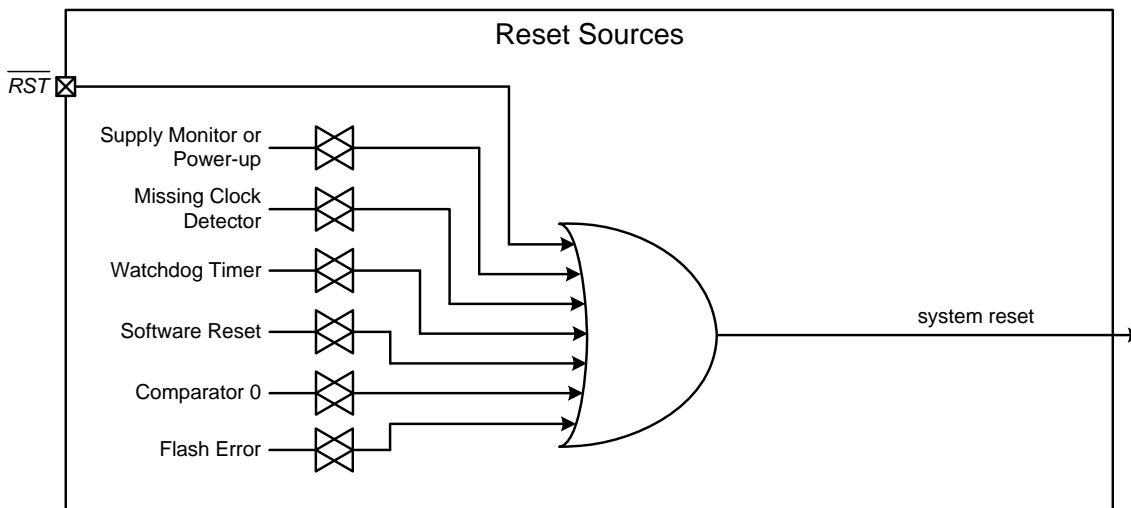 Reset Sources
RST
Supply Monitor or
Power-up
Missing Clock
Detector
Watchdog Timer
Software Reset
Comparator 0
Flash Error
system reset